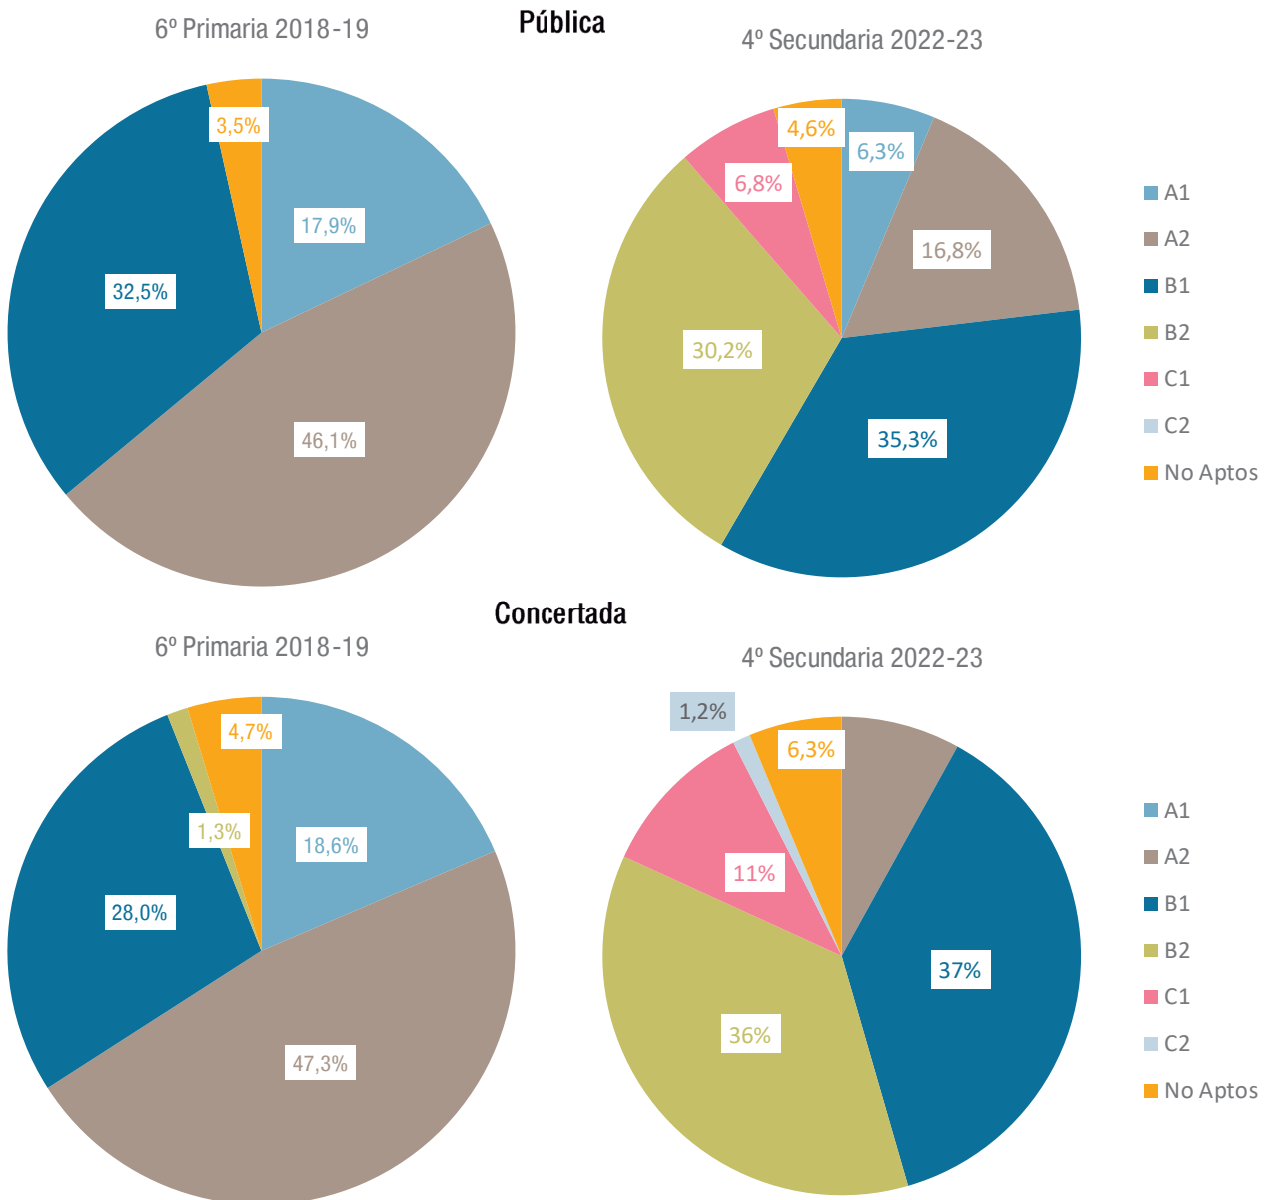 Pública
6º Primaria 2018-19
4º Secundaria 2022-23
3,5%
17,9%
32,5%
46,1%
4,6%
6,3%
6,8%
16,8%
30,2%
35,3%
A1
A2
B1
B2
C1
C2
No Aptos
Concertada
6º Primaria 2018-19
4º Secundaria 2022-23
4,7%
1,3%
18,6%
28,0%
47,3%
1,2%
6,3%
11%
37%
36%
A1
A2
B1
B2
C1
C2
No Aptos